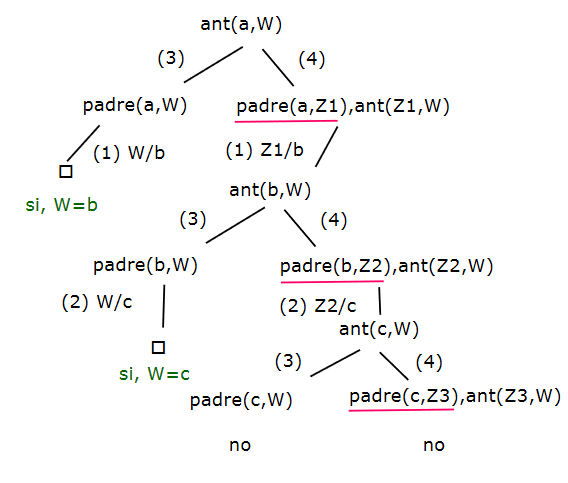 ant(a,W)
(3) (4)
padre(a,W) padre(a,Z1),ant(Z1,W)
(1) W/b (1) Z1/b
si, W=b
ant(b,W)
(3) (4)
padre(b,W) padre(b,Z2),ant(Z2,W)
(2) W/c (2) Z2/c
ant(c,W)
si, W=c
(3) (4)
padre(c,W) padre(c,Z3),ant(Z3,W)
no no